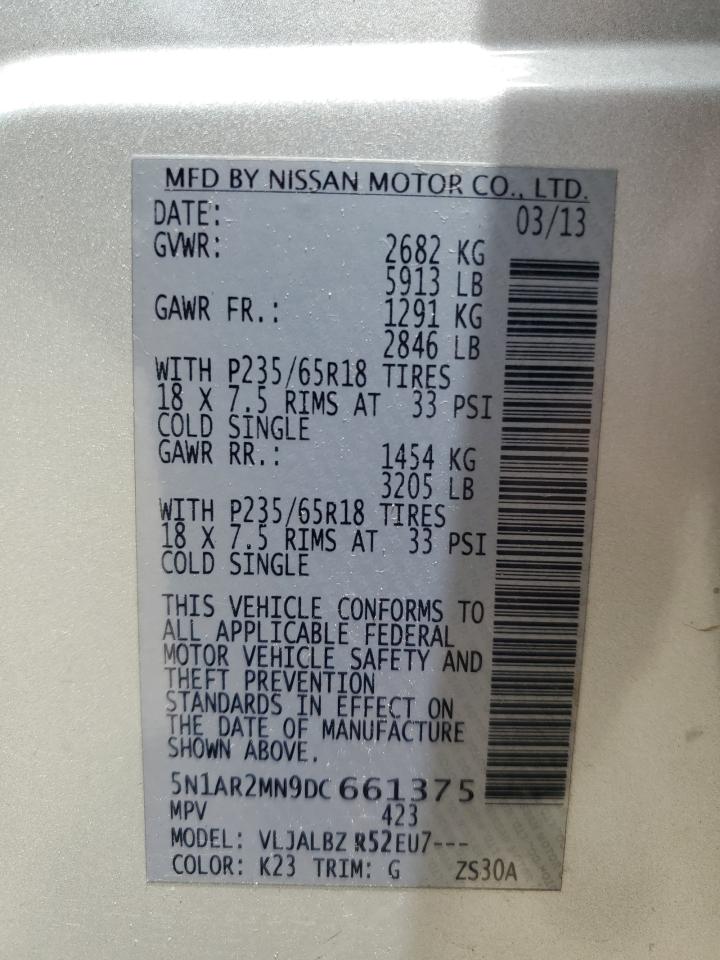 MFD BY NISSAN MOTOR CO., LTD.
DATE: 03/13
GVWR: 2682 KG
5913 LB
GAWR FR.: 1291 KG
2846 LB
WITH P235/65R18 TIRES
18 X 7.5 RIMS AT 33 PSI
COLD SINGLE
GAWR RR.: 1454 KG
3205 LB
WITH P235/65R18 TIRES
18 X 7.5 RIMS AT 33 PSI
COLD SINGLE
THIS VEHICLE CONFORMS TO
ALL APPLICABLE FEDERAL
MOTOR VEHICLE SAFETY AND
THEFT PREVENTION
STANDARDS IN EFFECT ON
THE DATE OF MANUFACTURE
SHOWN ABOVE.
5N1AR2MN9DC661375
MPV 423
MODEL: VLJALBZ R52EU7---
COLOR: K23 TRIM: G ZS30A